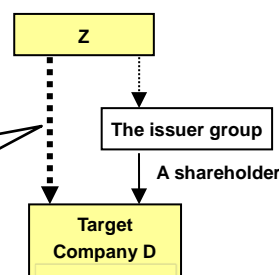 Z
The issuer group
A shareholder
Target
Company D